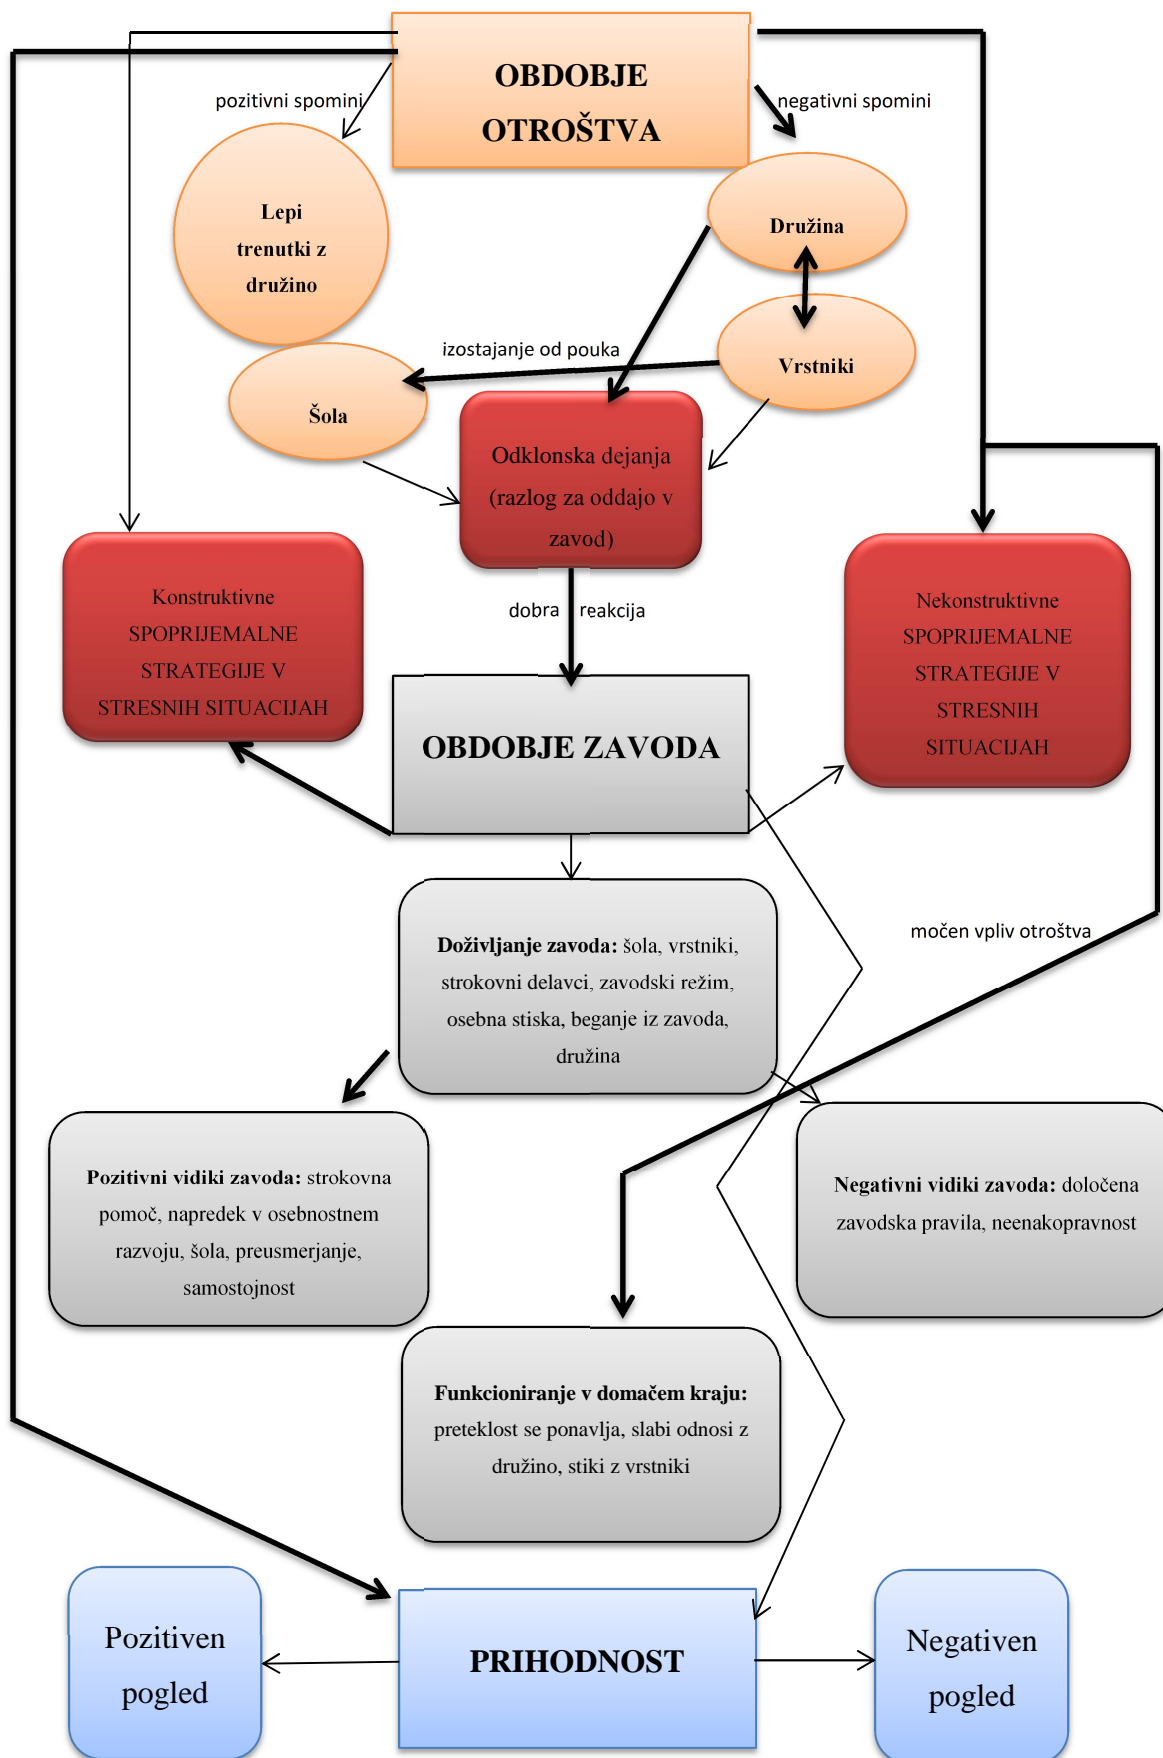 OBDOBJE
OTROŠTVA
pozitivni spomini
negativni spomini
Lepi
trenutki z
družino
Družina
izostajanje od pouka
Vrstniki
Šola
Odklonska dejanja
(razlog za oddajo v
zavod)
Konstruktivne
SPOPRIJEMALNE
STRATEGIJE V
STRESNIH SITUACIJAH
dobra reakcija
Nekonstruktivne
SPOPRIJEMALNE
STRATEGIJE V
STRESNIH
SITUACIJAH
OBDOBJE ZAVODA
močen vpliv otroštva
Doživljanje zavoda: šola, vrstniki,
strokovni delavci, zavodski režim,
osebna stiska, beganje iz zavoda,
družina
Pozitivni vidiki zavoda: strokovna
pomoč, napredek v osebnostnem
razvoju, šola, preusmerjanje,
samostojnost
Negativni vidiki zavoda: določena
zavodska pravila, neenakopravnost
Funkcioniranje v domačem kraju:
preteklost se ponavlja, slabi odnosi z
družino, stiki z vrstniki
Pozitiven
pogled
PRIHODNOST
Negativen
pogled